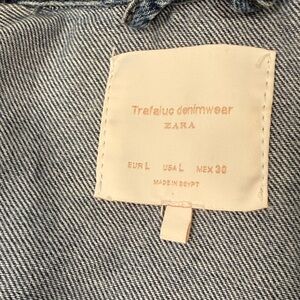 Trafaluc denimwear
ZARA
EUR L USA L MEX 30
MADE IN EGYPT